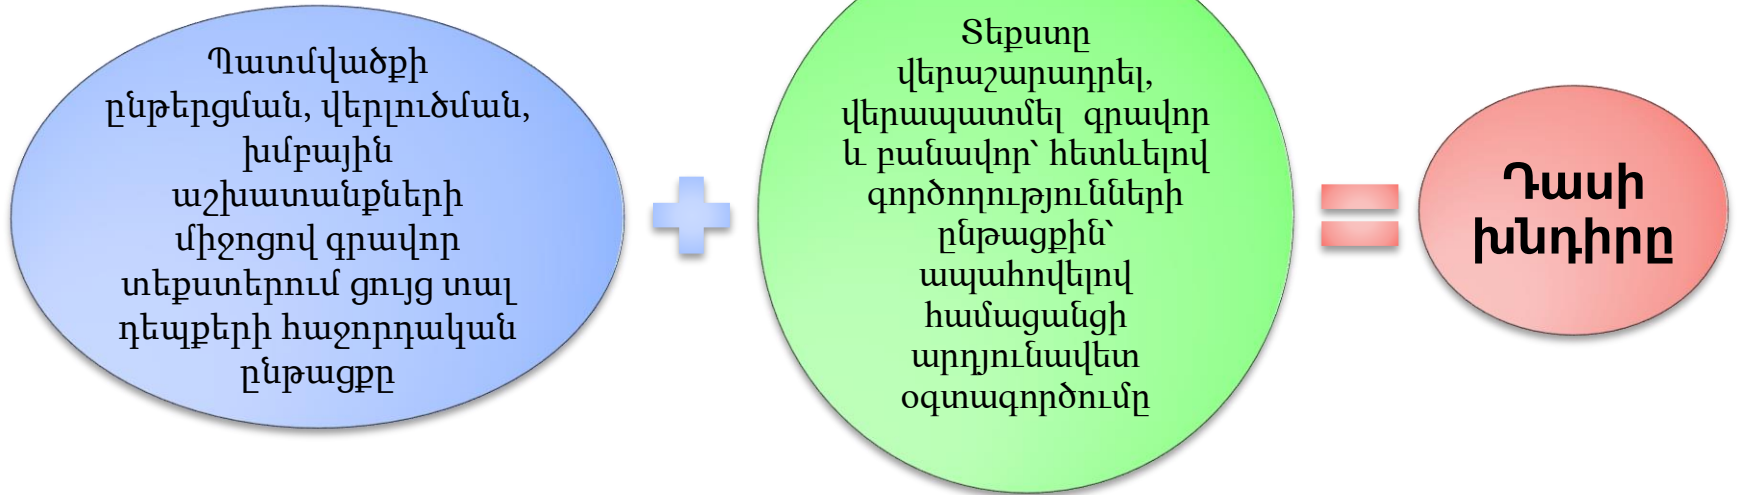 Պատմվածքի
ընթերցման, վերլուծման,
խմբային
աշխատանքների
միջոցով գրավոր
տեքստերում ցույց տալ
դեպքերի հաջորդական
ընթացքը
Տեքստը
վերաշարադրել,
վերապատմել գրավոր
և բանավոր՝ հետևելով
գործողությունների
ընթացքին՝
ապահովելով
համացանցի
արդյունավետ
օգտագործումը
Դասի
խնդիրը